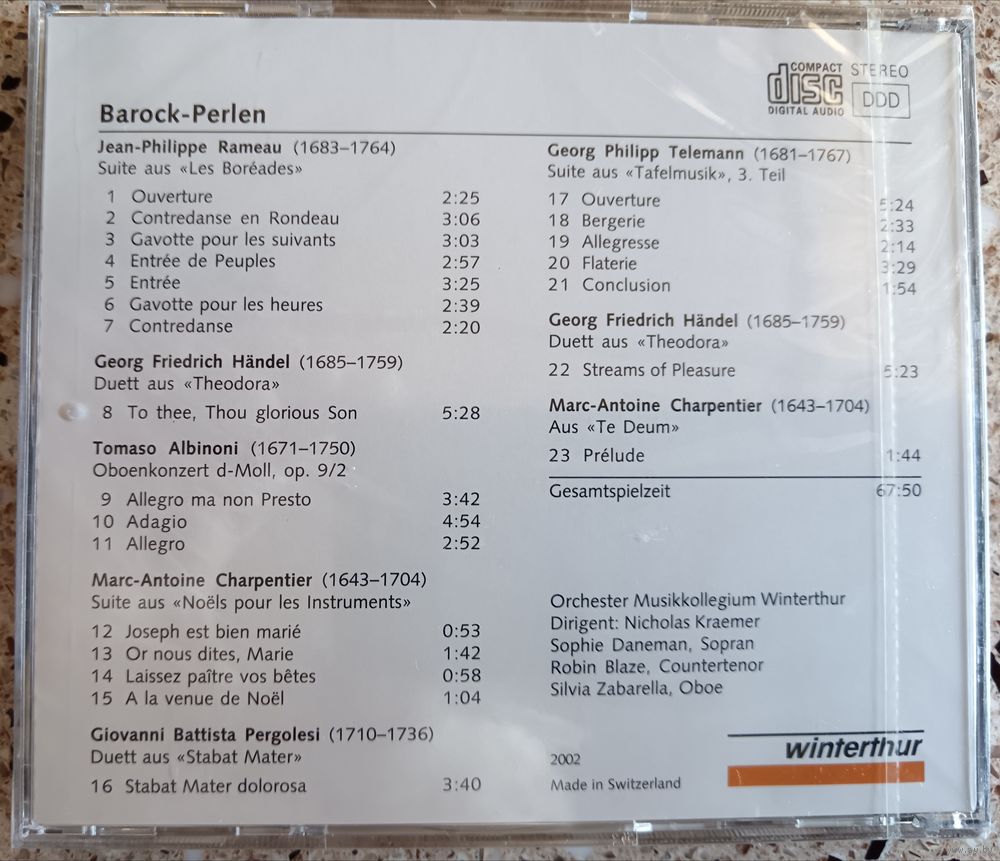 COMPACT
disc
DIGITAL AUDIO
STEREO
DDD
Barock-Perlen
Jean-Philippe Rameau (1683–1764)
Suite aus «Les Boréades»
1 Ouverture 2:25
2 Contredanse en Rondeau 3:06
3 Gavotte pour les suivants 3:03
4 Entrée de Peuples 2:57
5 Entrée 3:25
6 Gavotte pour les heures 2:39
7 Contredanse 2:20
Georg Friedrich Händel (1685–1759)
Duett aus «Theodora»
8 To thee, Thou glorious Son 5:28
Tomaso Albinoni (1671–1750)
Oboenkonzert d-Moll, op. 9/2
9 Allegro ma non Presto 3:42
10 Adagio 4:54
11 Allegro 2:52
Marc-Antoine Charpentier (1643–1704)
Suite aus «Noëls pour les Instruments»
12 Joseph est bien marié 0:53
13 Or nous dites, Marie 1:42
14 Laissez paître vos bêtes 0:58
15 A la venue de Noël 1:04
Giovanni Battista Pergolesi (1710–1736)
Duett aus «Stabat Mater»
16 Stabat Mater dolorosa 3:40
Georg Philipp Telemann (1681–1767)
Suite aus «Tafelmusik», 3. Teil
17 Ouverture 5:24
18 Bergerie 2:33
19 Allegresse 2:14
20 Flaterie 3:29
21 Conclusion 1:54
Georg Friedrich Händel (1685–1759)
Duett aus «Theodora»
22 Streams of Pleasure 5:23
Marc-Antoine Charpentier (1643–1704)
Aus «Te Deum»
23 Prélude 1:44
Gesamtspielzeit 67:50
Orchester Musikkollegium Winterthur
Dirigent: Nicholas Kraemer
Sophie Daneman, Sopran
Robin Blaze, Countertenor
Silvia Zabarella, Oboe
2002
Made in Switzerland
winterthur